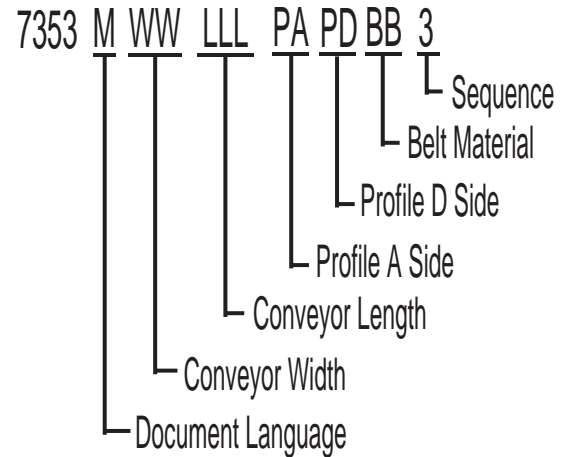 7353 M WW LLL PA PD BB 3
Sequence
Belt Material
Profile D Side
Profile A Side
Conveyor Length
Conveyor Width
Document Language